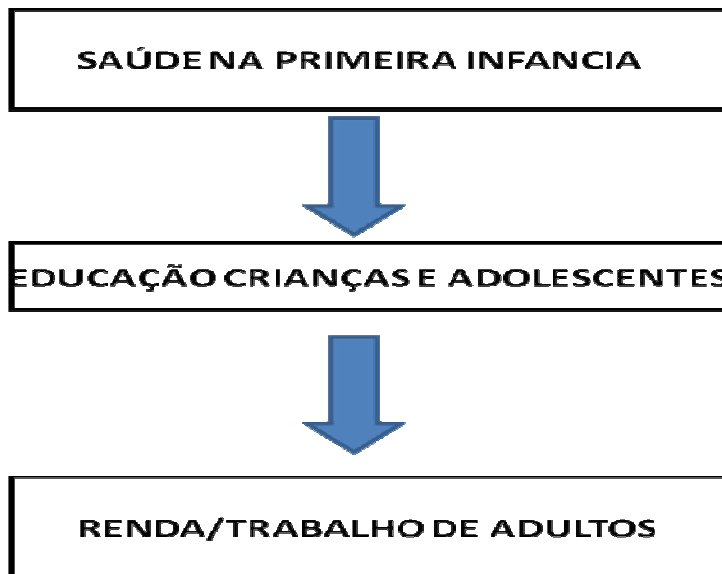 SAÚDE NA PRIMEIRA INFANCIA
EDUCAÇÃO CRIANÇAS E ADOLESCENTES
RENDA/TRABALHO DE ADULTOS